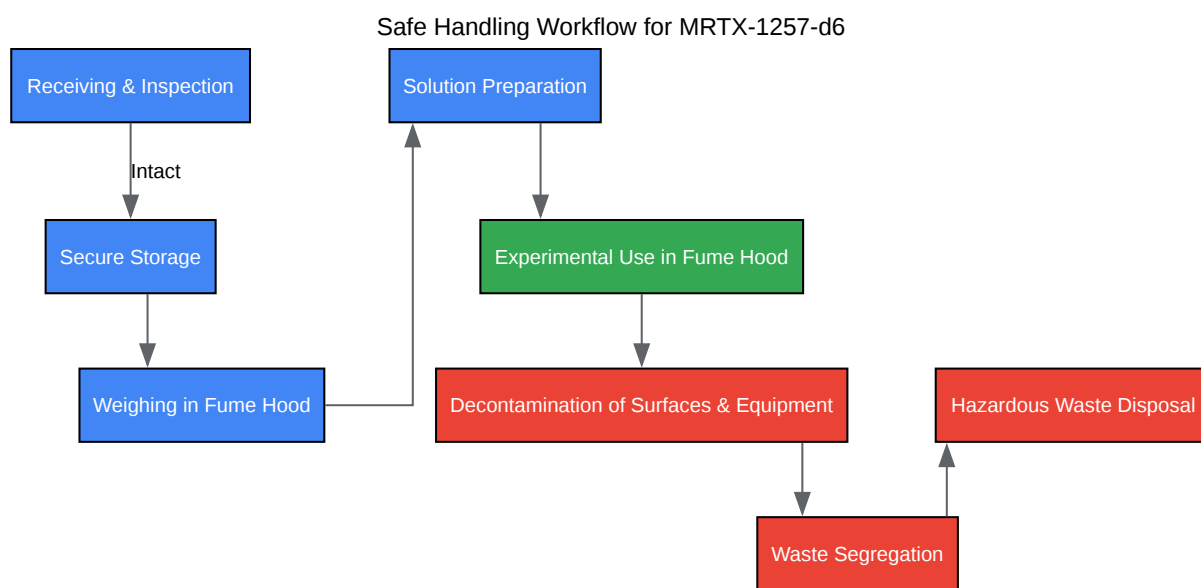 Safe Handling Workflow for MRTX-1257-d6
Receiving & Inspection
Intact
Secure Storage
Weighing in Fume Hood
Solution Preparation
Experimental Use in Fume Hood
Decontamination of Surfaces & Equipment
Waste Segregation
Hazardous Waste Disposal